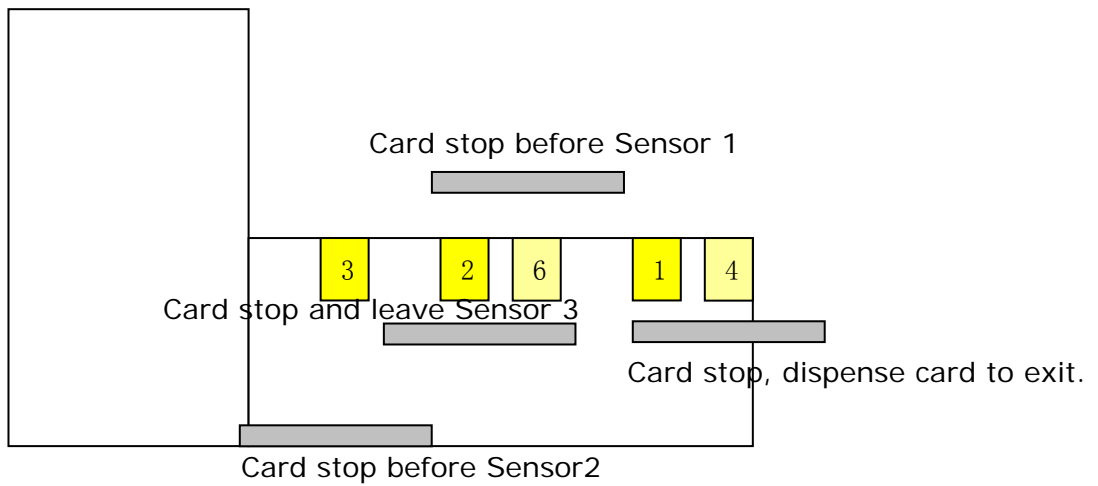 Card stop before Sensor 1
3 2 6 1 4
Card stop and leave Sensor 3
Card stop, dispense card to exit.
Card stop before Sensor2